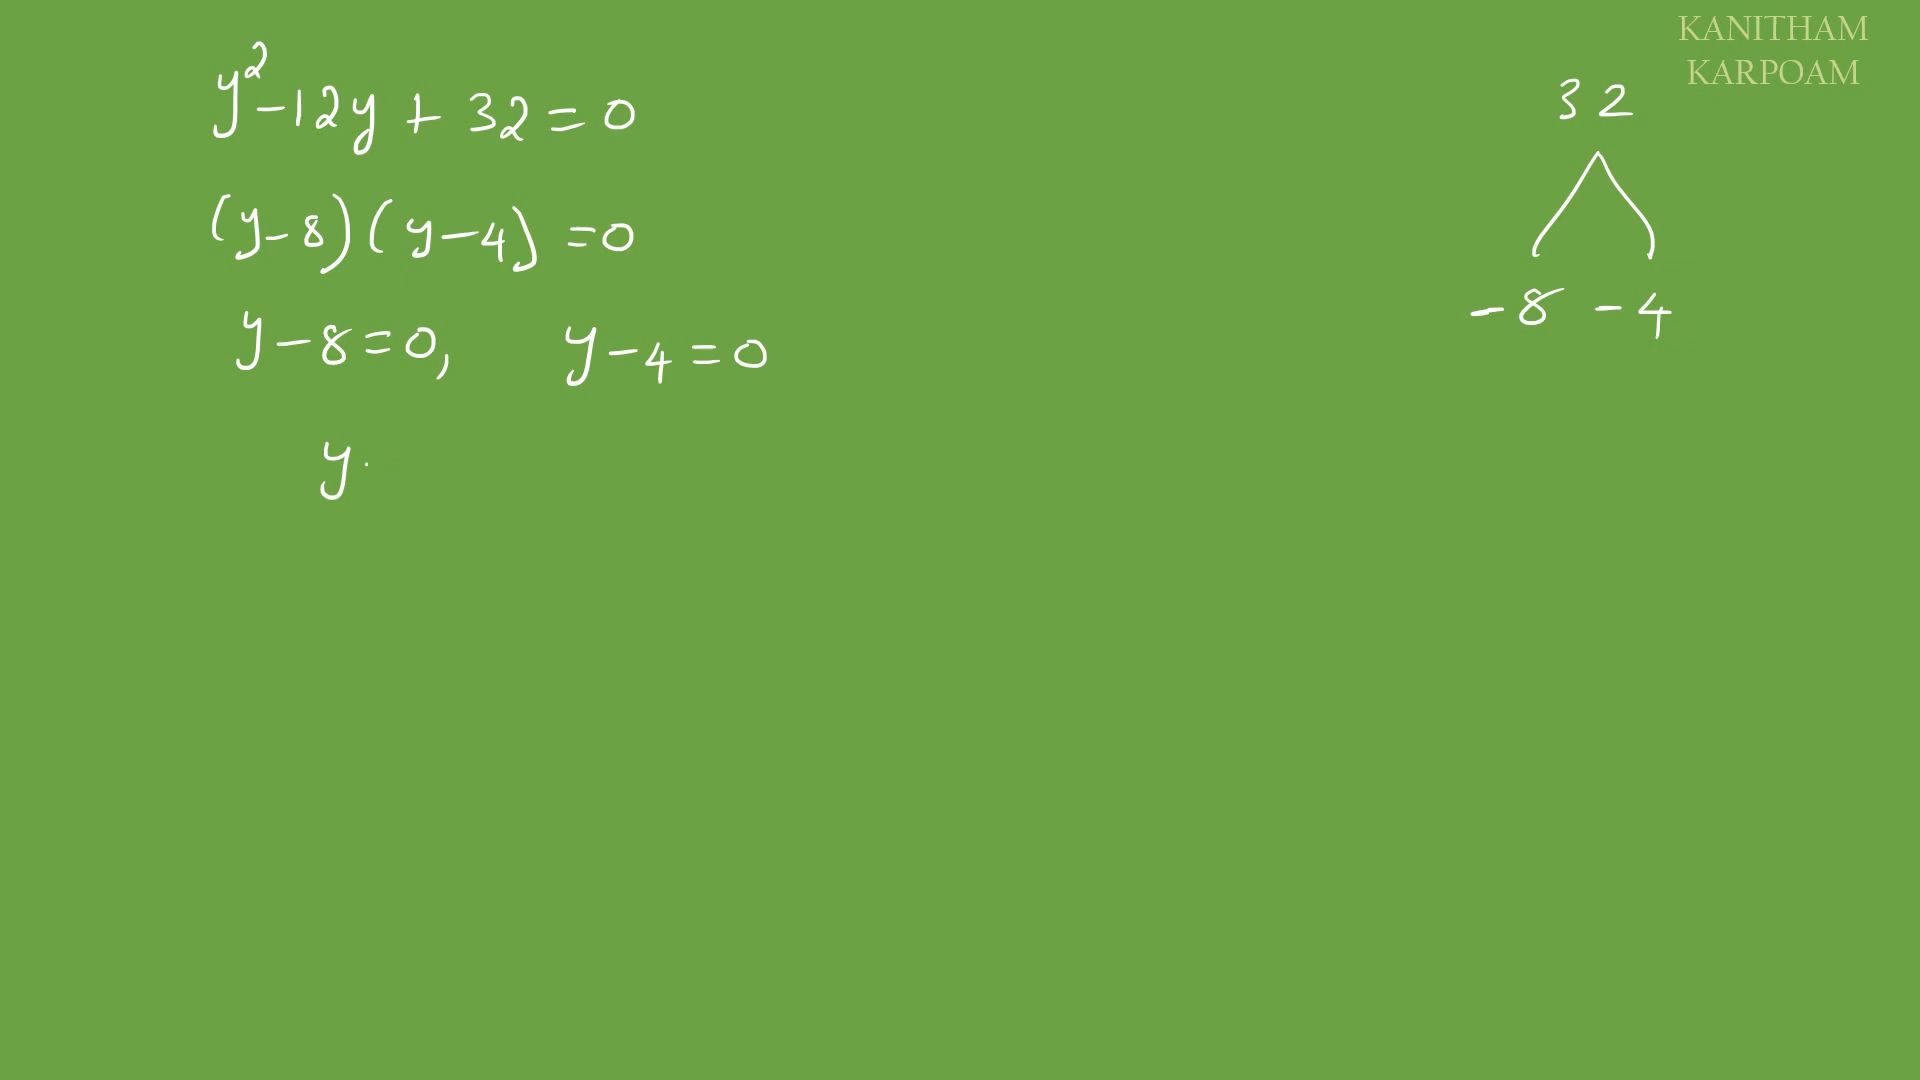 KANITHAM
KARPOAM
y²-12y + 32 = 0
(y-8)(y-4) = 0
y-8=0, y-4=0
y
32
-8 -4